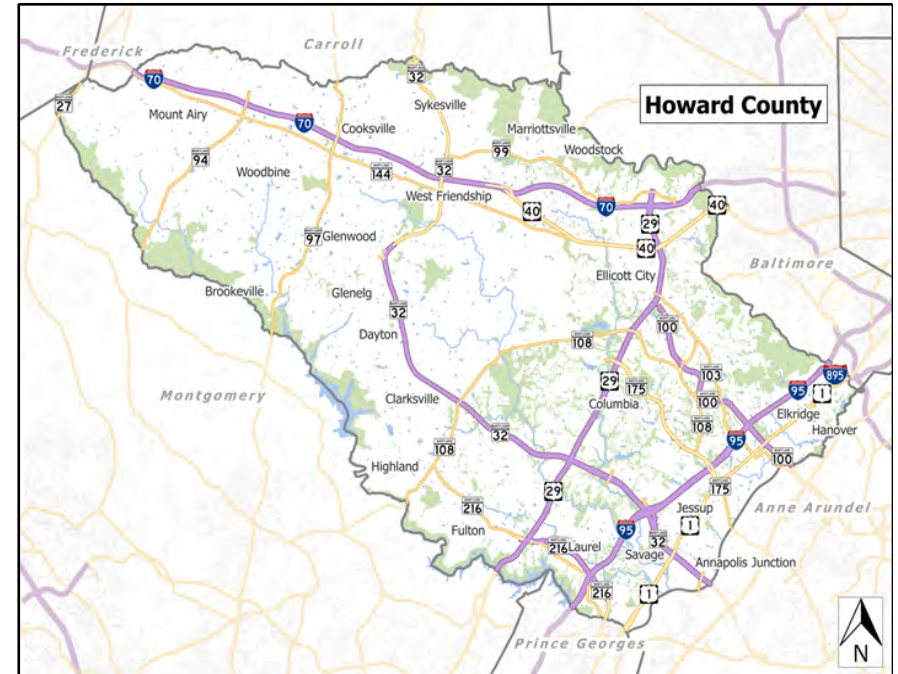 Carroll
Frederick
70
32
27
Sykesville
Howard County
Mount Airy
70
Cooksville
Marriottsville
99
Woodstock
94
144
32
Woodbine
West Friendship
40
70
29
40
97
Glenwood
40
Baltimore
Ellicott City
Brookeville
Glenelg
32
100
Dayton
108
103
895
29
175
95
1
Montgomery
Clarksville
Columbia
100
Elkridge
108
Hanover
32
95
108
100
Highland
29
175
216
Jessup
Anne Arundel
Fulton
95
1
216
Laurel
Savage
32
Annapolis Junction
216
1
Prince Georges
N